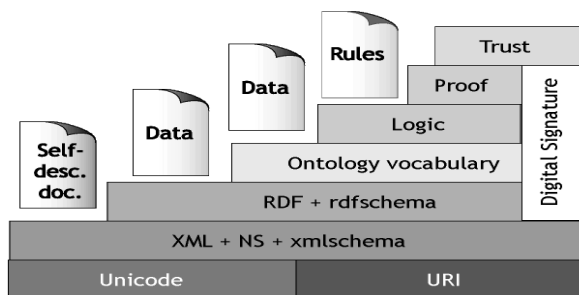 Trust
Rules
Proof
Data
Logic
Data
Ontology vocabulary
Digital Signature
Self-
desc.
doc.
RDF + rdfschema
XML + NS + xmlschema
Unicode
URI